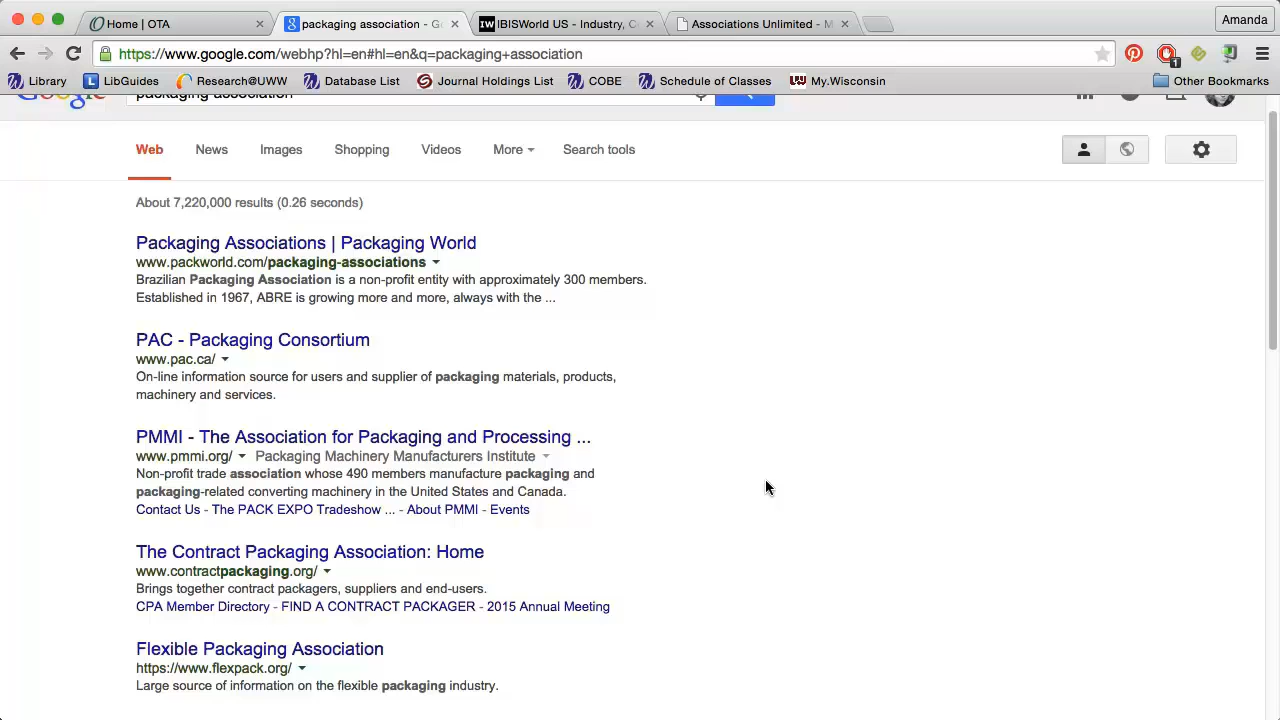 Home | OTA
packaging association - G
IBISWorld US - Industry, C
Associations Unlimited - M
Amanda
https://www.google.com/webhp?hl=en#hl=en&q=packaging+association
1
Library
LibGuides
Research@UWW
Database List
Journal Holdings List
COBE
Schedule of Classes
My.Wisconsin
Other Bookmarks
Google
packaging association
Web
News
Images
Shopping
Videos
More
Search tools
About 7,220,000 results (0.26 seconds)
Packaging Associations | Packaging World
www.packworld.com/packaging-associations
Brazilian Packaging Association is a non-profit entity with approximately 300 members.
Established in 1967, ABRE is growing more and more, always with the ...
PAC - Packaging Consortium
www.pac.ca/
On-line information source for users and supplier of packaging materials, products,
machinery and services.
PMMI - The Association for Packaging and Processing ...
www.pmmi.org/ Packaging Machinery Manufacturers Institute
Non-profit trade association whose 490 members manufacture packaging and
packaging-related converting machinery in the United States and Canada.
Contact Us - The PACK EXPO Tradeshow ... - About PMMI - Events
The Contract Packaging Association: Home
www.contractpackaging.org/
Brings together contract packagers, suppliers and end-users.
CPA Member Directory - FIND A CONTRACT PACKAGER - 2015 Annual Meeting
Flexible Packaging Association
https://www.flexpack.org/
Large source of information on the flexible packaging industry.